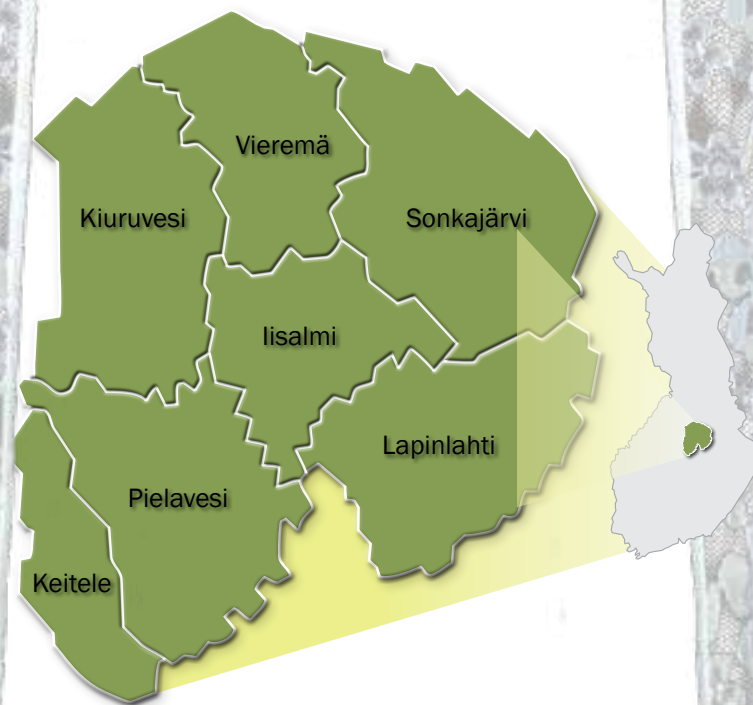 Vieremä
Kiuruvesi
Sonkajärvi
Iisalmi
Lapinlahti
Pielavesi
Keitele